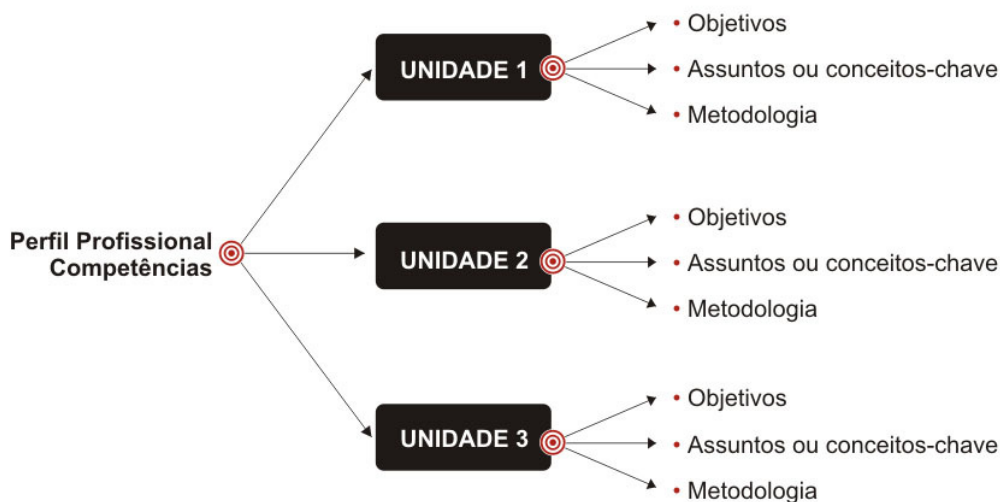 Perfil Profissional
Competências
UNIDADE 1
• Objetivos
• Assuntos ou conceitos-chave
• Metodologia
UNIDADE 2
• Objetivos
• Assuntos ou conceitos-chave
• Metodologia
UNIDADE 3
• Objetivos
• Assuntos ou conceitos-chave
• Metodologia